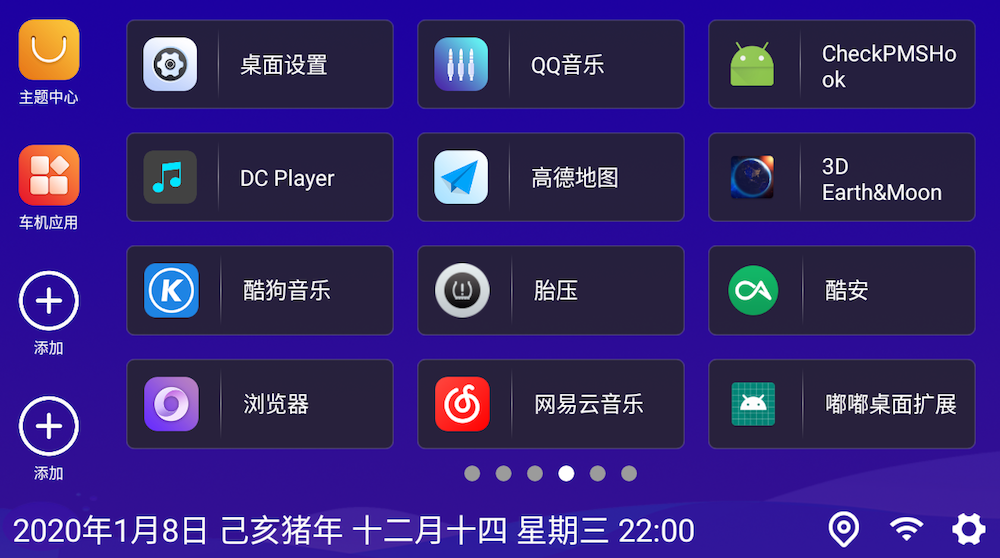 主题中心
车机应用
添加
添加
桌面设置
QQ音乐
CheckPMSHo
ok
DC Player
高德地图
3D
Earth&Moon
酷狗音乐
胎压
酷安
浏览器
网易云音乐
嘟嘟桌面扩展
2020年1月8日 己亥猪年 十二月十四 星期三 22:00